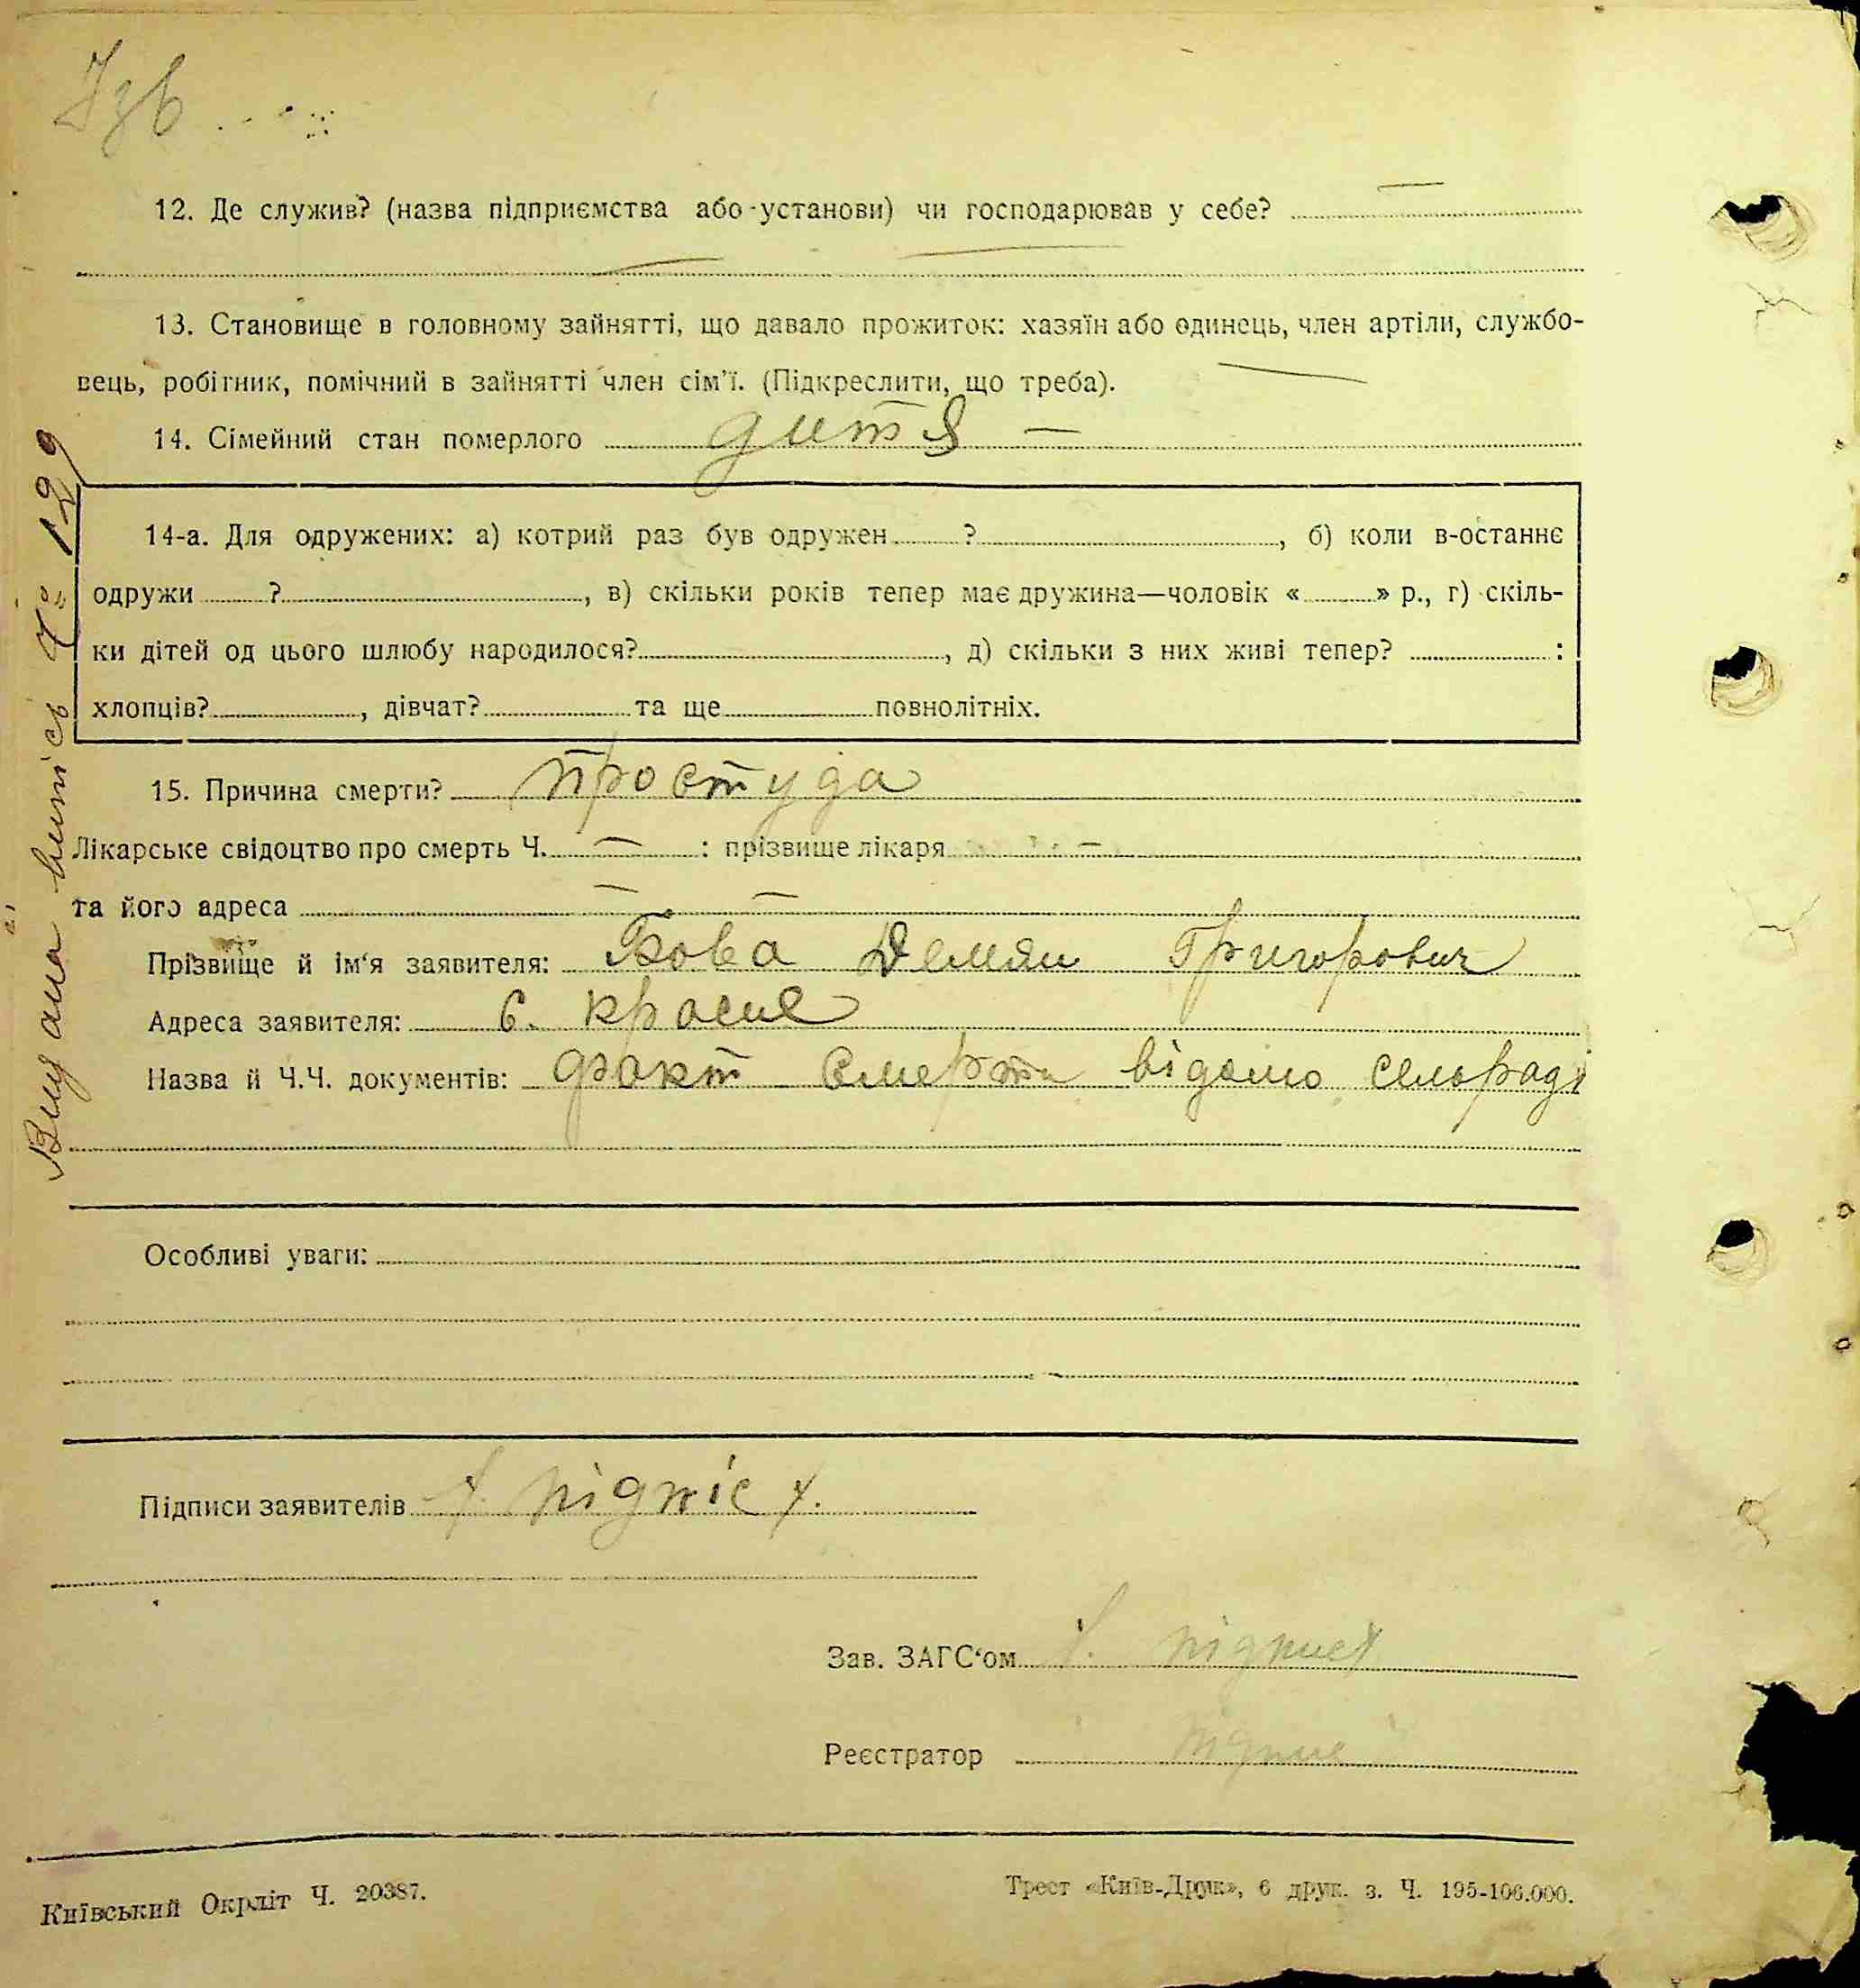 Ізв
12. Де служив? (назва підприємства або установи) чи господарював у себе? —
— —
13. Становище в головному зайнятті, що давало прожиток: хазяїн або одинець, член артіли, службо-
вець, робітник, помічний в зайнятті член сім'ї. (Підкреслити, що треба). —
14. Сімейний стан померлого дитя —
14-а. Для одружених: а) котрий раз був одружен ? , б) коли в-останнє
одружи ? , в) скільки років тепер має дружина—чоловік « » р., г) скіль-
ки дітей од цього шлюбу народилося? , д) скільки з них живі тепер? :
хлопців? , дівчат? та ще повнолітніх.
15. Причина смерти? простуда
Лікарське свідоцтво про смерть Ч. — : прізвище лікаря —
та його адреса — —
Прізвище й ім'я заявителя: Бова Демян Григорович
Адреса заявителя: с. Красне
Назва й Ч.Ч. документів: факт смерти відомо сельраді
Особливі уваги:
Підписи заявителів підпіс
Зав. ЗАГС'ом підпис
Реєстратор підпис
Київський Окрліт Ч. 20387.
Трест «Київ-Друк», 6 друк. з. Ч. 195-106.000.
Видана випись № 129